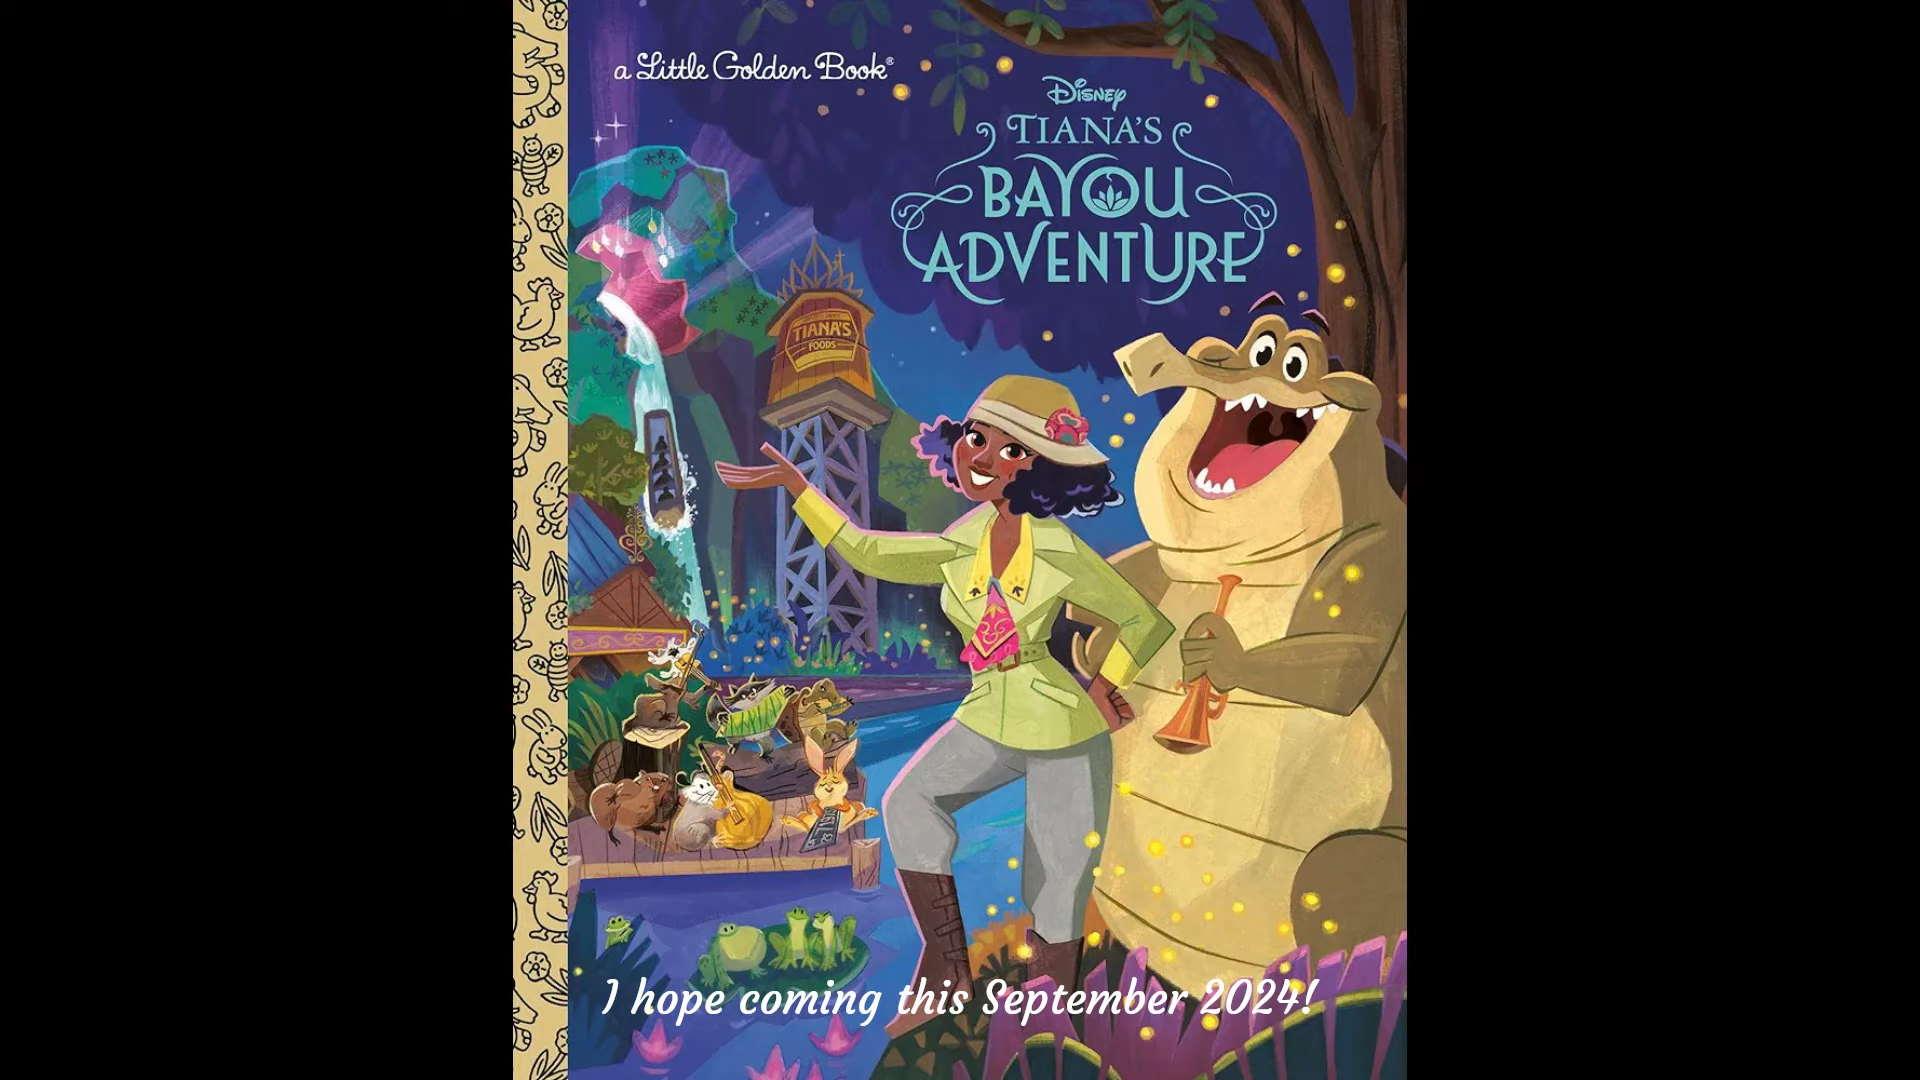 a Little Golden Book®
Disney
TIANA'S
BAYOU
ADVENTURE
TIANA'S
FOODS
I hope coming this September 2024!